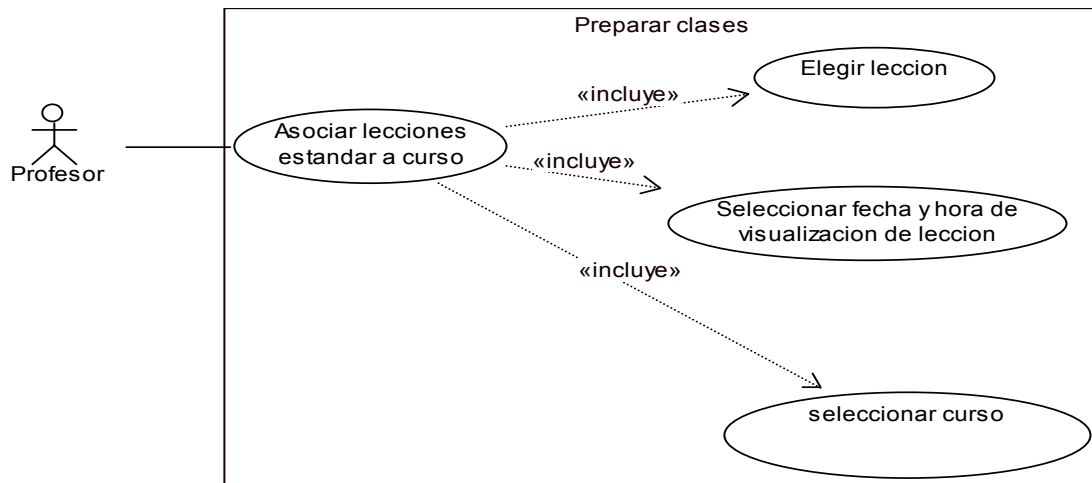 Preparar clases
Elegir leccion
«incluye»
Asociar lecciones
estandar a curso
Profesor
«incluye»
Seleccionar fecha y hora de
visualizacion de leccion
«incluye»
seleccionar curso